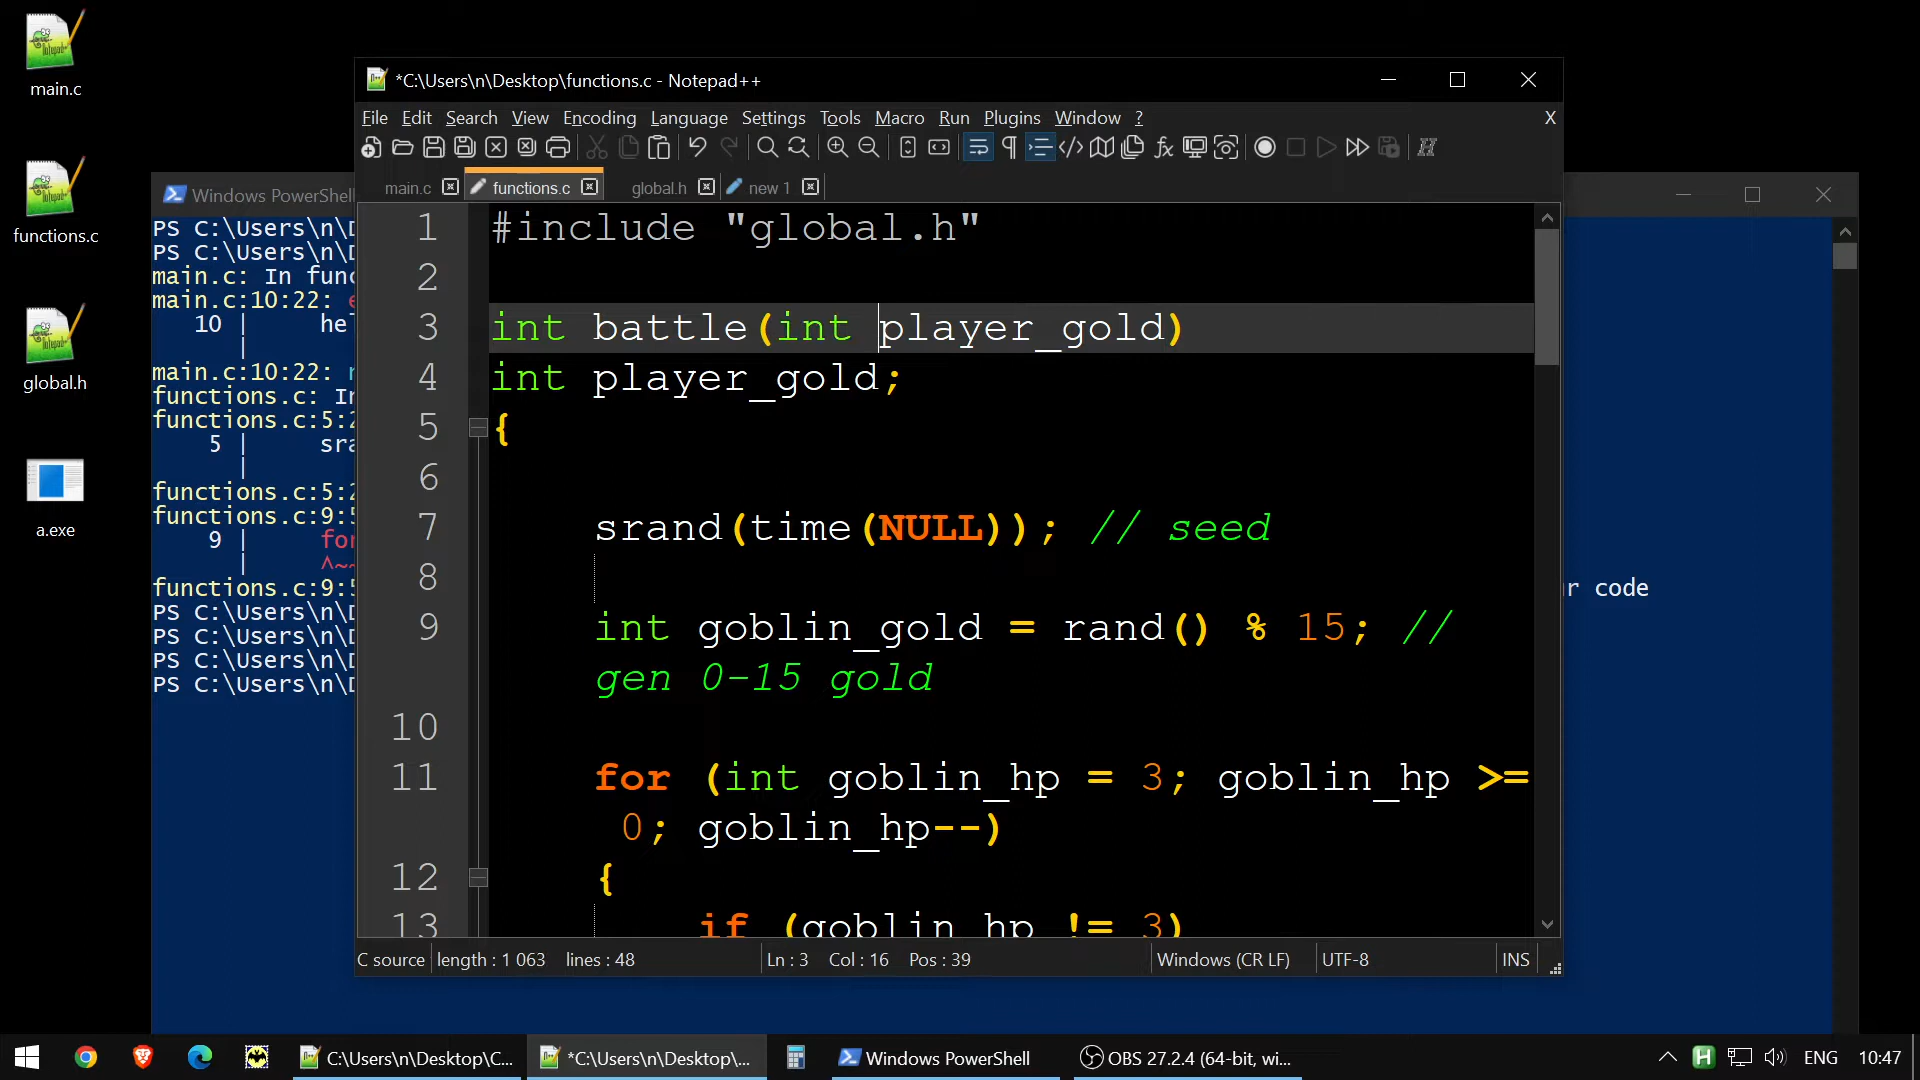 main.c
functions.c
global.h
a.exe
*C:\Users\n\Desktop\functions.c - Notepad++
File Edit Search View Encoding Language Settings Tools Macro Run Plugins Window ? X
main.c functions.c global.h new 1
1 #include "global.h"
2
3 int battle(int player_gold)
4 int player_gold;
5 {
6
7 srand(time(NULL)); // seed
8
9 int goblin_gold = rand() % 15; //
gen 0-15 gold
10
11 for (int goblin_hp = 3; goblin_hp >=
0; goblin_hp--)
12 {
13 if (goblin_hp != 3)
C source length : 1 063 lines : 48 Ln : 3 Col : 16 Pos : 39 Windows (CR LF) UTF-8 INS
Windows PowerShell
PS C:\Users\n\
PS C:\Users\n\
main.c: In func
main.c:10:22:
10 | he
|
main.c:10:22:
functions.c: In
functions.c:5:
5 | sra
|
functions.c:5:
functions.c:9:
9 | for
| ^~~
functions.c:9: r code
PS C:\Users\n\
PS C:\Users\n\
PS C:\Users\n\
PS C:\Users\n\
C:\Users\n\Desktop\C... *C:\Users\n\Desktop\... Windows PowerShell OBS 27.2.4 (64-bit, wi... ENG 10:47